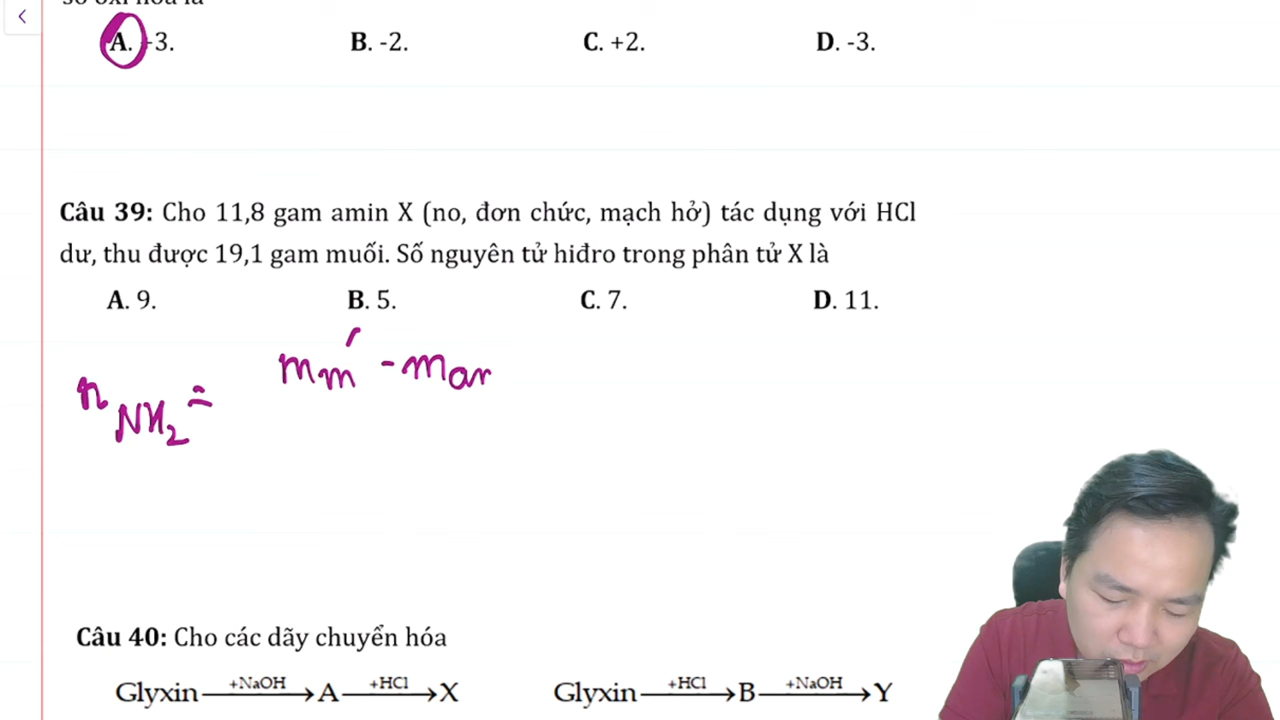 A. +3. B. -2. C. +2. D. -3.
Câu 39: Cho 11,8 gam amin X (no, đơn chức, mạch hở) tác dụng với HCl
dư, thu được 19,1 gam muối. Số nguyên tử hiđro trong phân tử X là
A. 9. B. 5. C. 7. D. 11.
mm' - mar
nNH2 =
Câu 40: Cho các dãy chuyển hóa
Glyxin +NaOH → A +HCl → X Glyxin +HCl → B +NaOH → Y